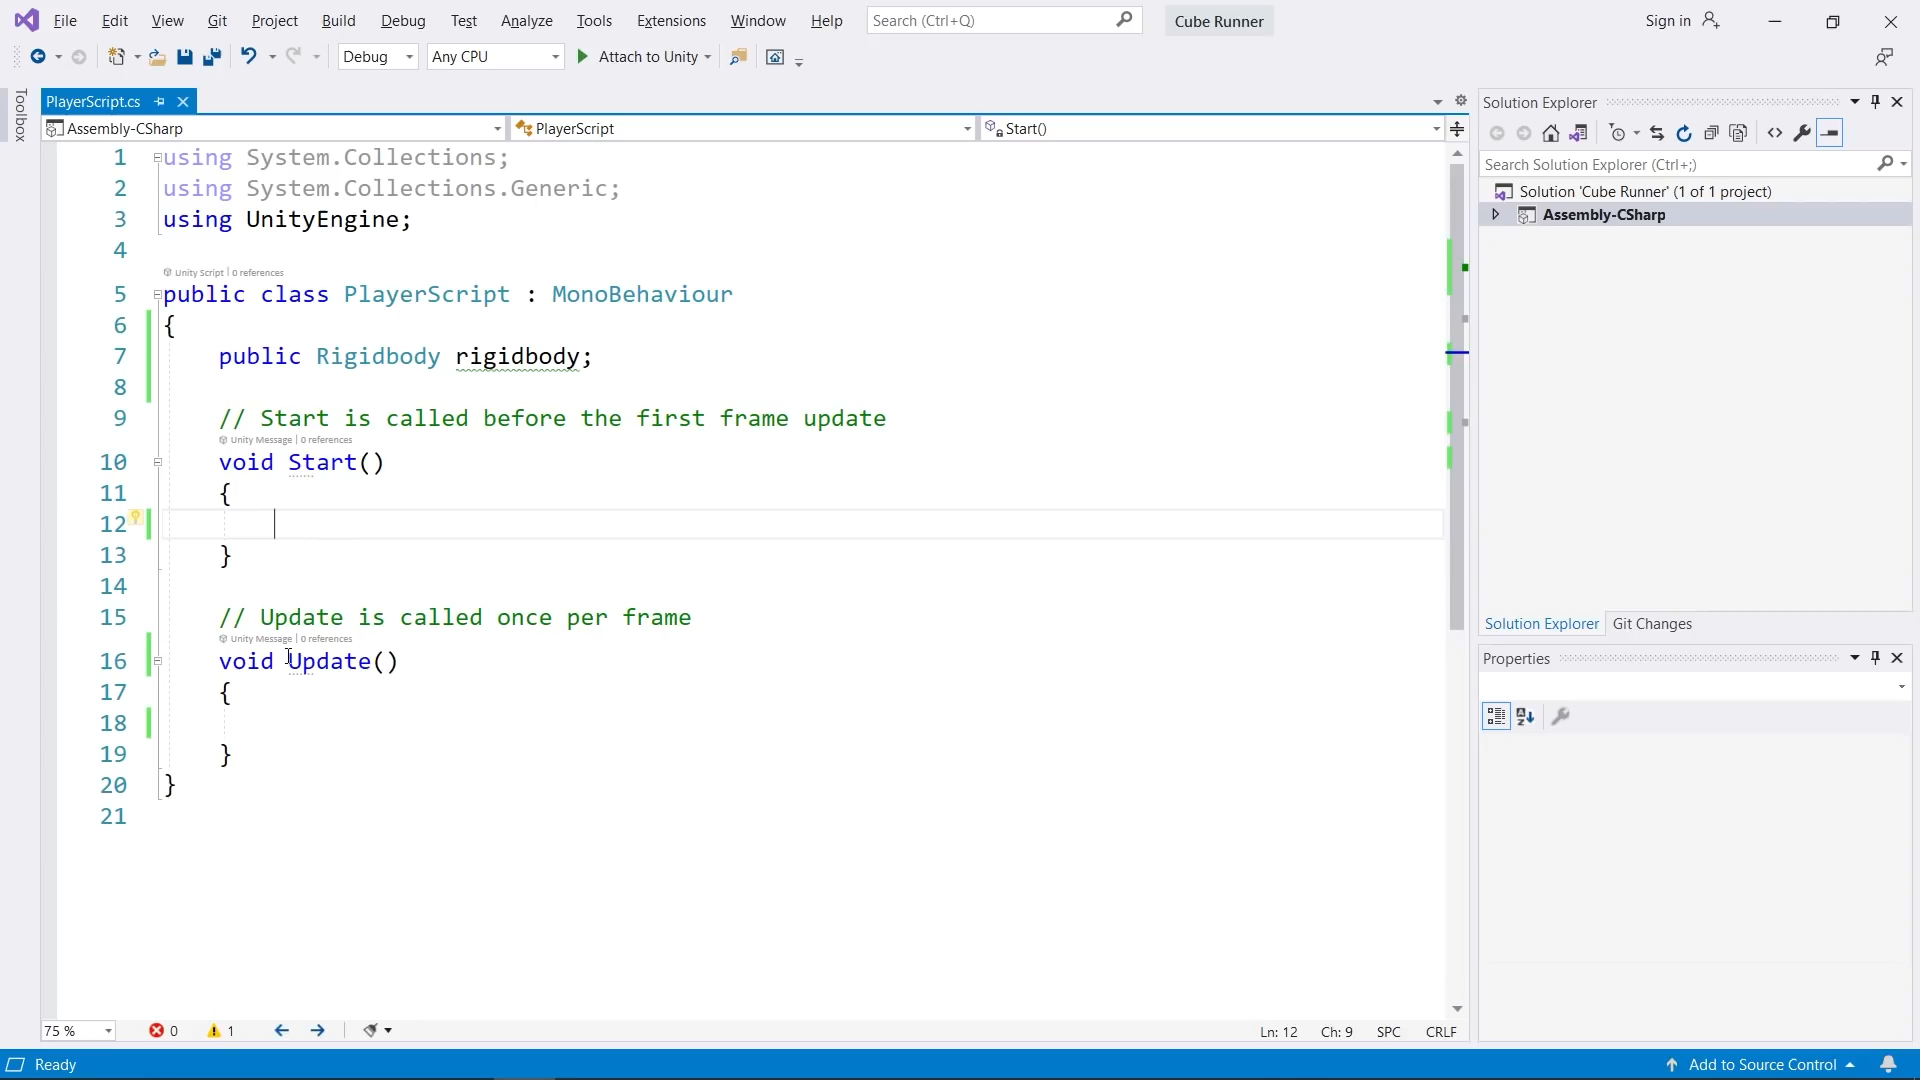 File Edit View Git Project Build Debug Test Analyze Tools Extensions Window Help Search (Ctrl+Q) Cube Runner Sign in
Debug Any CPU Attach to Unity
Toolbox
PlayerScript.cs
Assembly-CSharp PlayerScript Start()
1 using System.Collections;
2 using System.Collections.Generic;
3 using UnityEngine;
4
Unity Script | 0 references
5 public class PlayerScript : MonoBehaviour
6 {
7 public Rigidbody rigidbody;
8
9 // Start is called before the first frame update
Unity Message | 0 references
10 void Start()
11 {
12
13 }
14
15 // Update is called once per frame
Unity Message | 0 references
16 void Update()
17 {
18
19 }
20 }
21
75 % 0 1 Ln: 12 Ch: 9 SPC CRLF
Solution Explorer
Search Solution Explorer (Ctrl+;)
Solution 'Cube Runner' (1 of 1 project)
Assembly-CSharp
Solution Explorer Git Changes
Properties
Ready Add to Source Control